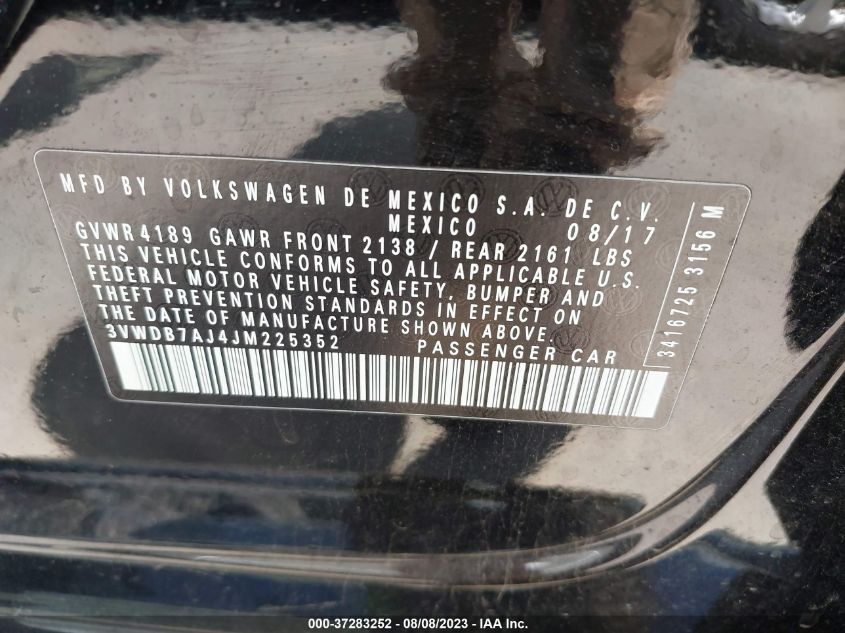 MFD BY VOLKSWAGEN DE MEXICO S.A. DE C.V.
MEXICO 08/17
GVWR 4189 GAWR FRONT 2138 / REAR 2161 LBS
THIS VEHICLE CONFORMS TO ALL APPLICABLE U.S.
FEDERAL MOTOR VEHICLE SAFETY, BUMPER AND
THEFT PREVENTION STANDARDS IN EFFECT ON
THE DATE OF MANUFACTURE SHOWN ABOVE.
3VWDB7AJ4JM225352 PASSENGER CAR
3416725 3156 M
000-37283252 - 08/08/2023 - IAA Inc.